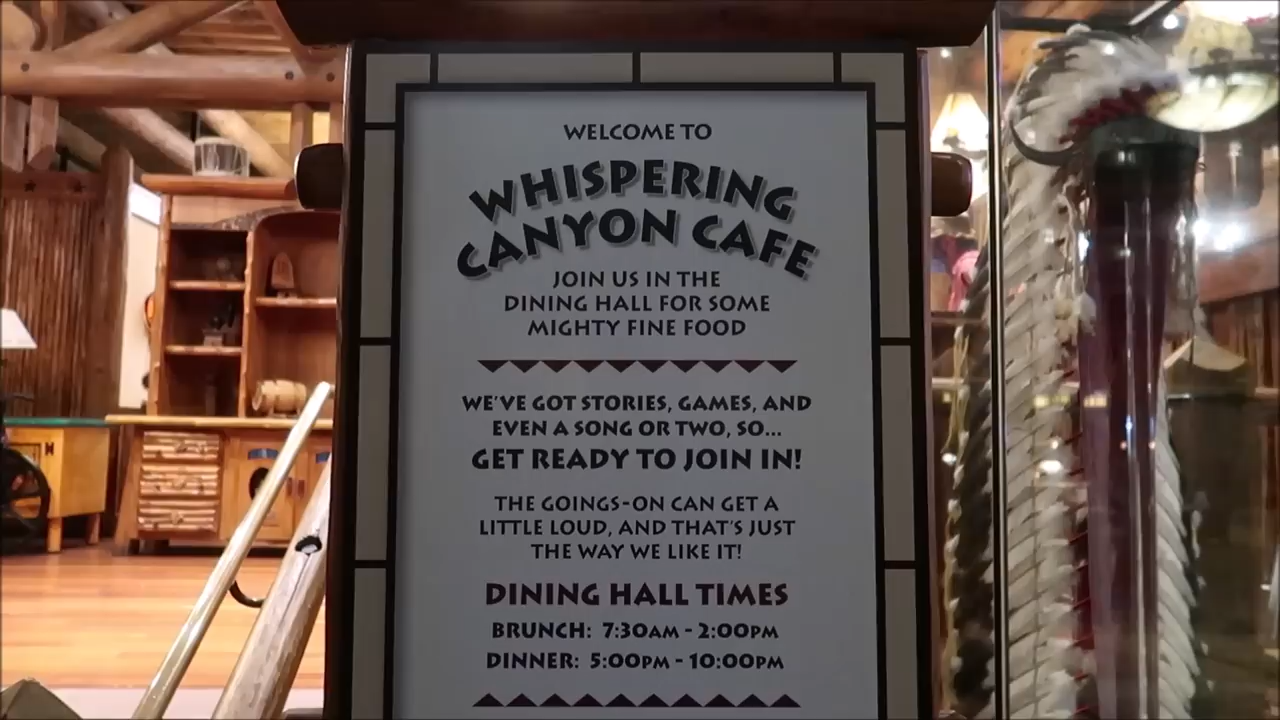 WELCOME TO
WHISPERING
CANYON CAFE
JOIN US IN THE
DINING HALL FOR SOME
MIGHTY FINE FOOD
WE'VE GOT STORIES, GAMES, AND
EVEN A SONG OR TWO, SO...
GET READY TO JOIN IN!
THE GOINGS-ON CAN GET A
LITTLE LOUD, AND THAT'S JUST
THE WAY WE LIKE IT!
DINING HALL TIMES
BRUNCH: 7:30AM - 2:00PM
DINNER: 5:00PM - 10:00PM